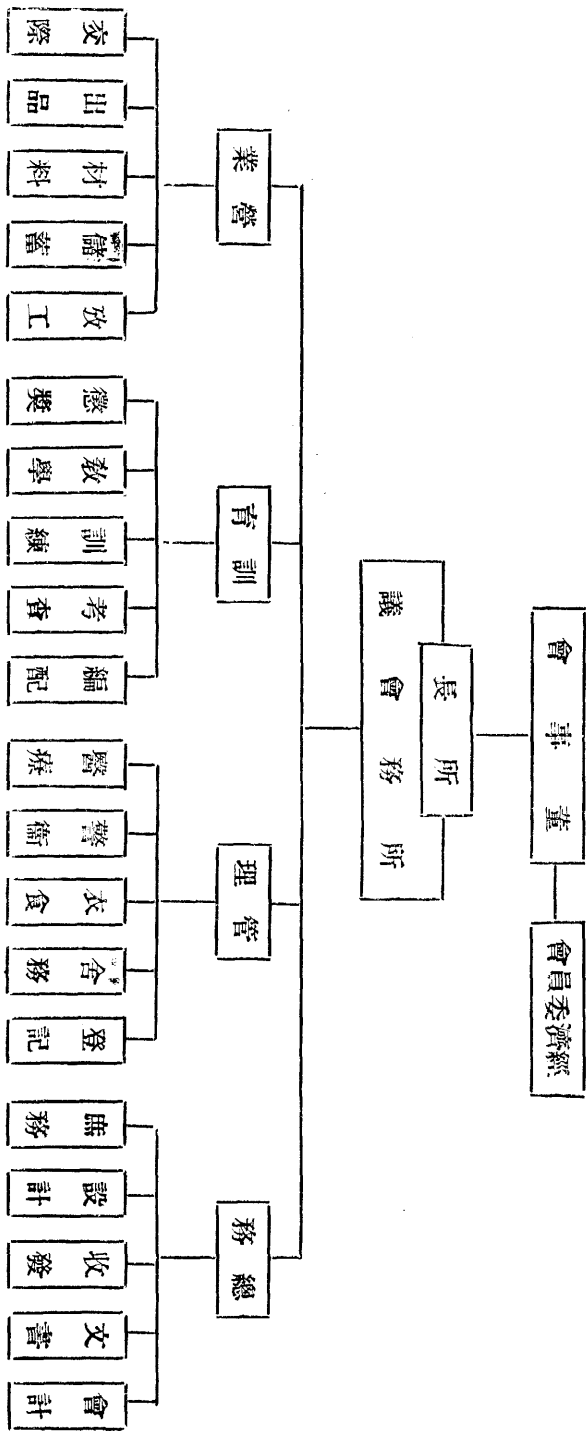 董事會
經濟委員會
所長
所務會議
總務
管理
訓育
營業
會計
文書
收發
設計
庶務
登記
舍務
衣食
警衛
醫療
編配
考查
訓練
教學
懲獎
攷工
儲蓄
材料
出品
交際